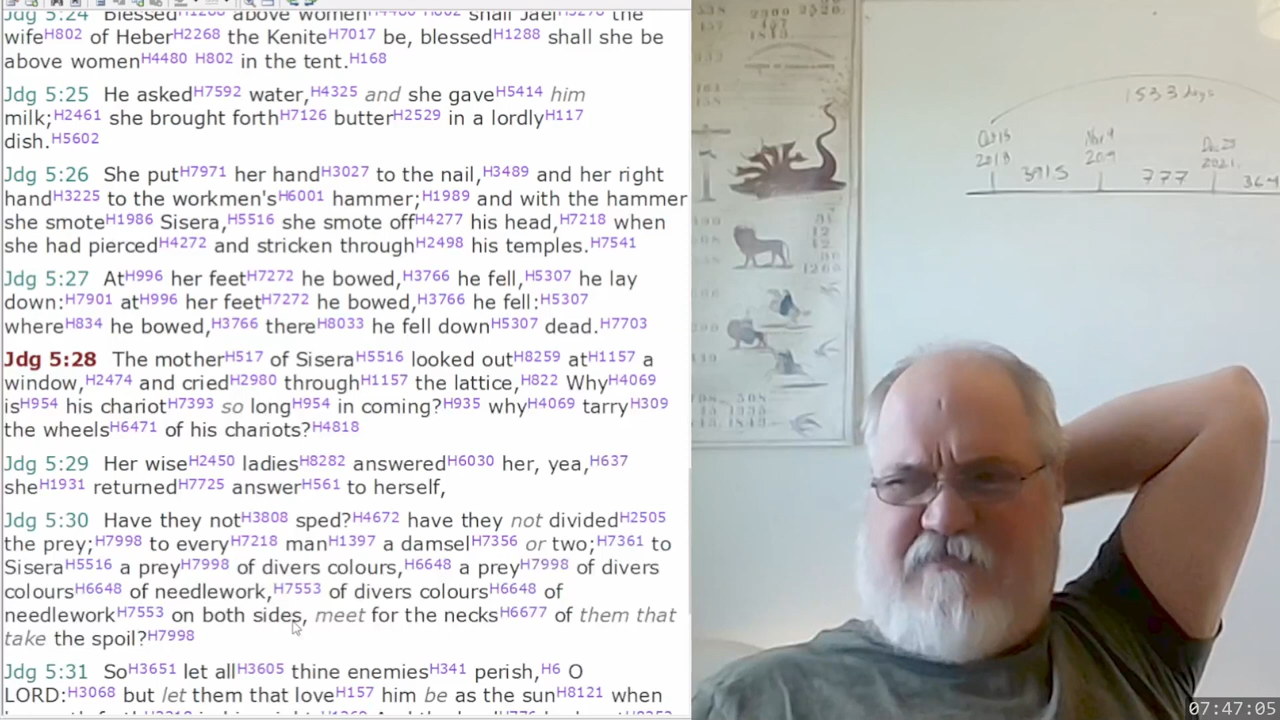 Jdg 5:24 Blessed H1288 above women H4480 H802 shall Jael H3278 the
wifeH802 of HeberH2268 the KeniteH7017 be, blessedH1288 shall she be
above womenH4480 H802 in the tent.H168
Jdg 5:25 He askedH7592 water,H4325 and she gaveH5414 him
milk;H2461 she brought forthH7126 butterH2529 in a lordlyH117
dish.H5602
Jdg 5:26 She putH7971 her handH3027 to the nail,H3489 and her right
handH3225 to the workmen'sH6001 hammer;H1989 and with the hammer
she smoteH1986 Sisera,H5516 she smote offH4277 his head,H7218 when
she had piercedH4272 and stricken throughH2498 his temples.H7541
Jdg 5:27 AtH996 her feetH7272 he bowed,H3766 he fell,H5307 he lay
down:H7901 atH996 her feetH7272 he bowed,H3766 he fell:H5307
whereH834 he bowed,H3766 thereH8033 he fell downH5307 dead.H7703
Jdg 5:28 The motherH517 of SiseraH5516 looked outH8259 atH1157 a
window,H2474 and criedH2980 throughH1157 the lattice,H822 WhyH4069
isH954 his chariotH7393 so longH954 in coming?H935 whyH4069 tarryH309
the wheelsH6471 of his chariots?H4818
Jdg 5:29 Her wiseH2450 ladiesH8282 answeredH6030 her, yea,H637
sheH1931 returnedH7725 answerH561 to herself,
Jdg 5:30 Have they notH3808 sped?H4672 have they not dividedH2505
the prey;H7998 to everyH7218 manH1397 a damselH7356 or two;H7361 to
SiseraH5516 a preyH7998 of divers colours,H6648 a preyH7998 of divers
coloursH6648 of needlework,H7553 of divers coloursH6648 of
needleworkH7553 on both sides, meet for the necksH6677 of them that
take the spoil?H7998
Jdg 5:31 SoH3651 let allH3605 thine enemiesH341 perish,H6 O
LORD:H3068 but let them that loveH157 him be as the sunH8121 when
1533 days
2019
2021
391.5
777
364
1260
07:47:05